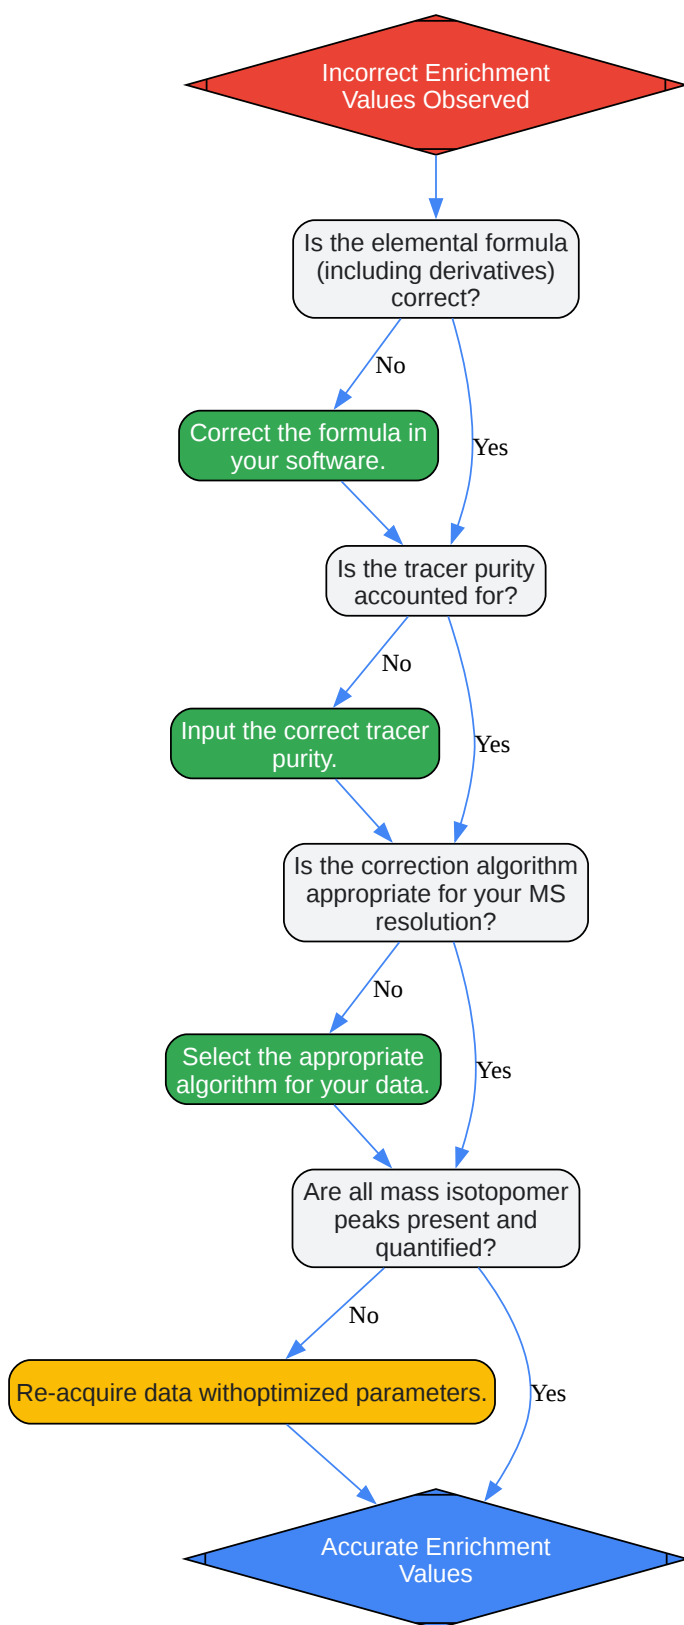 Incorrect Enrichment
Values Observed
Is the elemental formula
(including derivatives)
correct?
No
Correct the formula in
your software.
Yes
Is the tracer purity
accounted for?
No
Input the correct tracer
purity.
Yes
Is the correction algorithm
appropriate for your MS
resolution?
No
Select the appropriate
algorithm for your data.
Yes
Are all mass isotopomer
peaks present and
quantified?
No
Re-acquire data withoptimized parameters.
Yes
Accurate Enrichment
Values